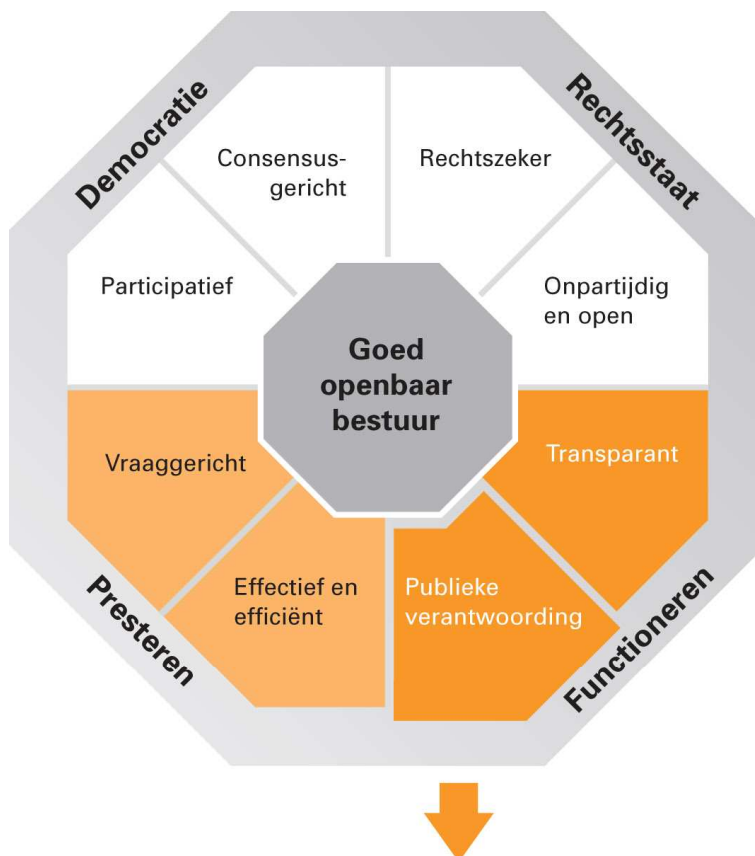 Democratie
Rechtsstaat
Consensus-
gericht
Rechtszeker
Participatief
Onpartijdig
en open
Goed
openbaar
bestuur
Vraaggericht
Transparant
Effectief en
efficiënt
Publieke
verantwoording
Presteren
Functioneren